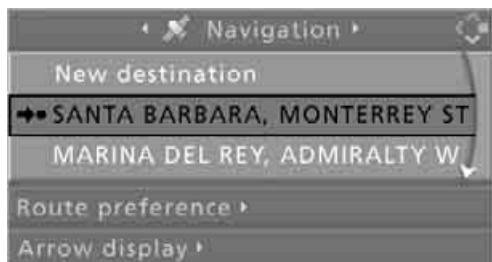 Navigation
New destination
SANTA BARBARA, MONTERREY ST
MARINA DEL REY, ADMIRALTY W
Route preference
Arrow display